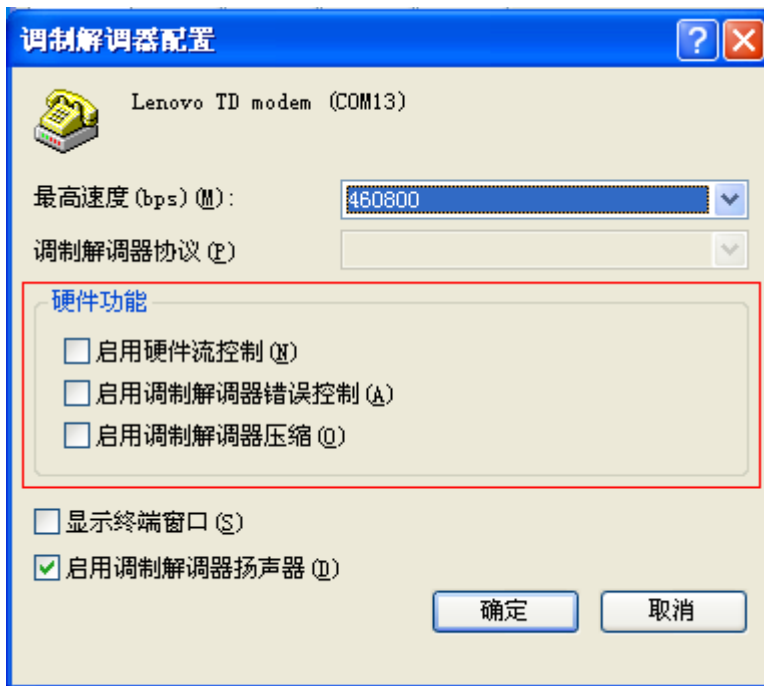 调制解调器配置
Lenovo TD modem (COM13)
最高速度(bps)(M): 460800
调制解调器协议(P)
硬件功能
启用硬件流控制(N)
启用调制解调器错误控制(A)
启用调制解调器压缩(O)
显示终端窗口(S)
启用调制解调器扬声器(D)
确定 取消